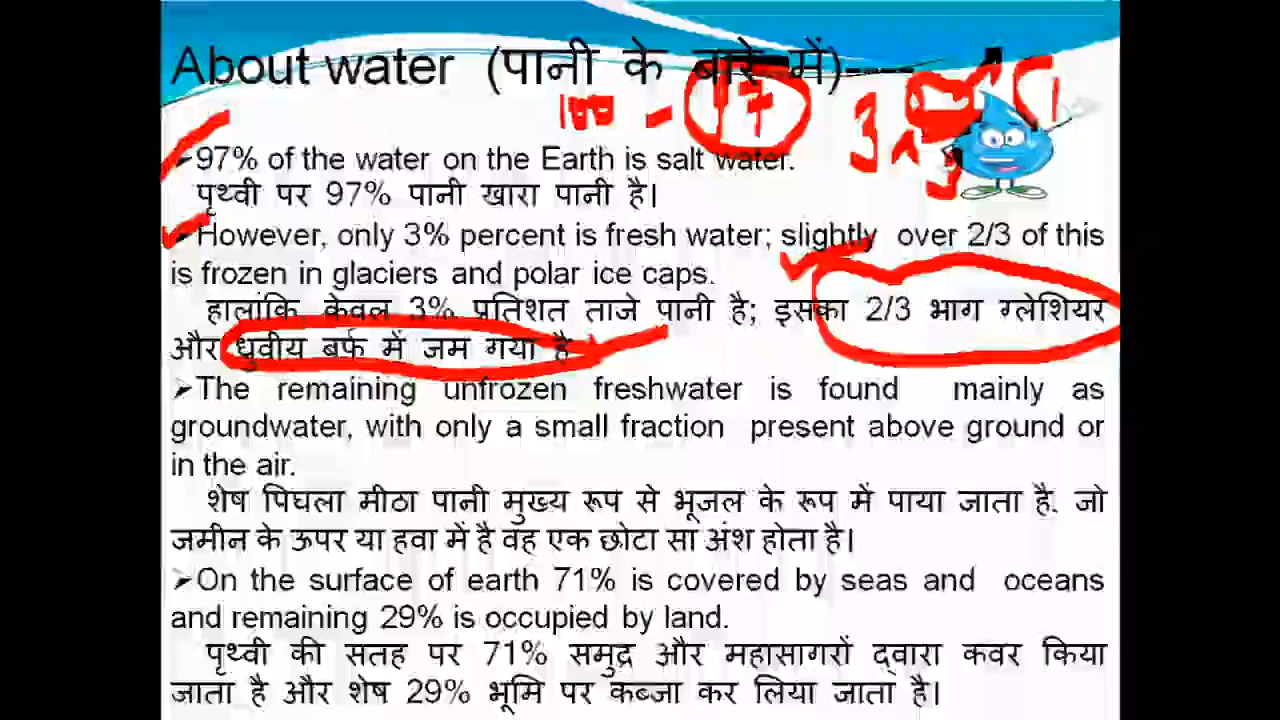 About water (पानी के बारे में)----
100 - 97 3
➤97% of the water on the Earth is salt water.
पृथ्वी पर 97% पानी खारा पानी है।
➤However, only 3% percent is fresh water; slightly over 2/3 of this
is frozen in glaciers and polar ice caps.
हालांकि केवल 3% प्रतिशत ताजे पानी है; इसका 2/3 भाग ग्लेशियर
और धुवीय बर्फ में जम गया है
➤The remaining unfrozen freshwater is found mainly as
groundwater, with only a small fraction present above ground or
in the air.
शेष पिघला मीठा पानी मुख्य रूप से भूजल के रूप में पाया जाता है. जो
जमीन के ऊपर या हवा में है वह एक छोटा सा अंश होता है।
➤On the surface of earth 71% is covered by seas and oceans
and remaining 29% is occupied by land.
पृथ्वी की सतह पर 71% समुद्र और महासागरों द्वारा कवर किया
जाता है और शेष 29% भूमि पर कब्जा कर लिया जाता है।